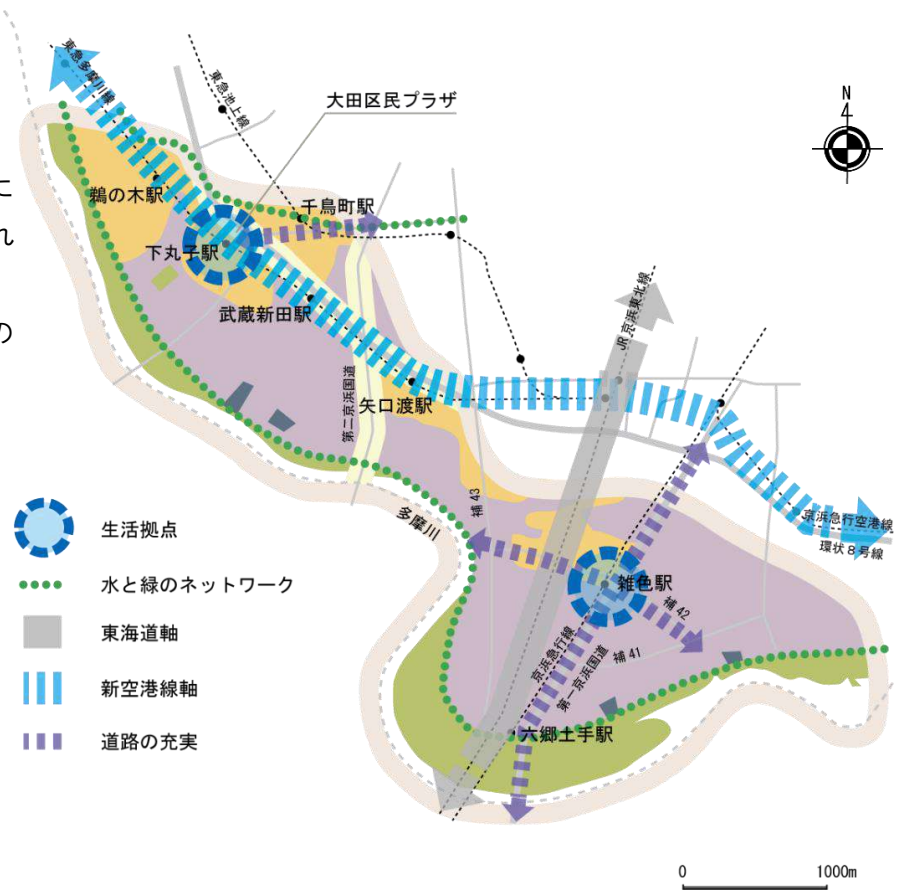 東急多摩川線
東急池上線
大田区民プラザ
N
に
れ
の
鵜の木駅
千鳥町駅
下丸子駅
武蔵新田駅
JR京浜東北線
第二京浜国道
矢口渡駅
補43
多摩川
京浜急行空港線
環状8号線
生活拠点
水と緑のネットワーク
東海道軸
新空港線軸
道路の充実
雑色駅
補42
補41
京浜急行線
第一京浜国道
六郷土手駅
0 1000m